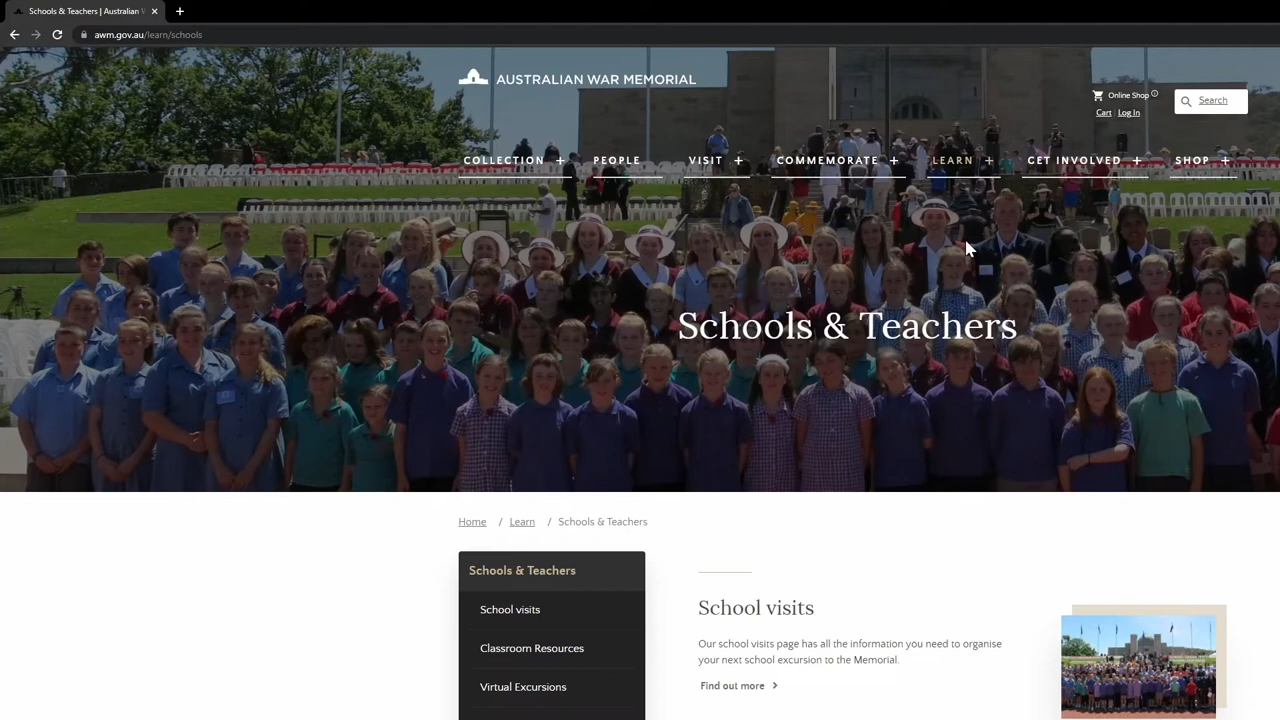 Schools & Teachers | Australian W
awm.gov.au/learn/schools
AUSTRALIAN WAR MEMORIAL
Online Shop
Cart | Log In
Search
COLLECTION +
PEOPLE
VISIT +
COMMEMORATE +
LEARN +
GET INVOLVED +
SHOP +
Schools & Teachers
Home / Learn / Schools & Teachers
Schools & Teachers
School visits
Classroom Resources
Virtual Excursions
School visits
Our school visits page has all the information you need to organise
your next school excursion to the Memorial.
Find out more >